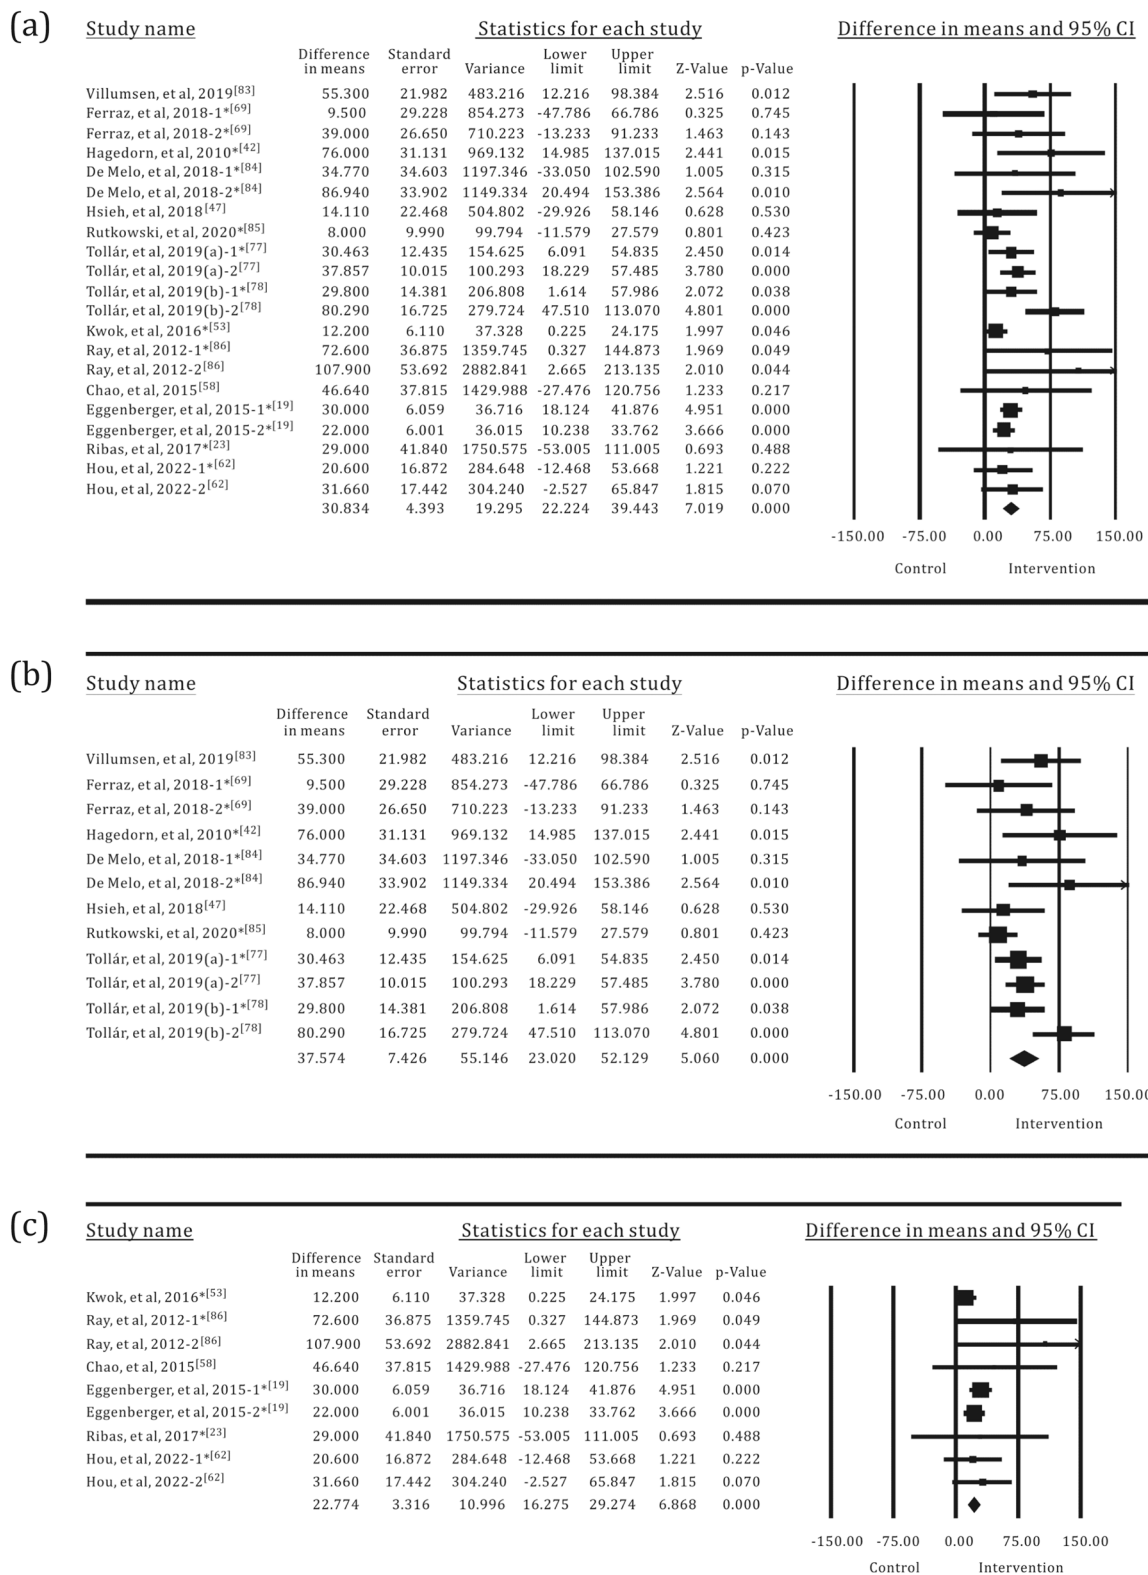 (a)
Study name Statistics for each study Difference in means and 95% CI
Difference in means Standard error Variance Lower limit Upper limit Z-Value p-Value
Villumsen, et al, 2019[83] 55.300 21.982 483.216 12.216 98.384 2.516 0.012
Ferraz, et al, 2018-1*[69] 9.500 29.228 854.273 -47.786 66.786 0.325 0.745
Ferraz, et al, 2018-2*[69] 39.000 26.650 710.223 -13.233 91.233 1.463 0.143
Hagedorn, et al, 2010*[42] 76.000 31.131 969.132 14.985 137.015 2.441 0.015
De Melo, et al, 2018-1*[84] 34.770 34.603 1197.346 -33.050 102.590 1.005 0.315
De Melo, et al, 2018-2*[84] 86.940 33.902 1149.334 20.494 153.386 2.564 0.010
Hsieh, et al, 2018[47] 14.110 22.468 504.802 -29.926 58.146 0.628 0.530
Rutkowski, et al, 2020*[85] 8.000 9.990 99.794 -11.579 27.579 0.801 0.423
Tollár, et al, 2019(a)-1*[77] 30.463 12.435 154.625 6.091 54.835 2.450 0.014
Tollár, et al, 2019(a)-2[77] 37.857 10.015 100.293 18.229 57.485 3.780 0.000
Tollár, et al, 2019(b)-1*[78] 29.800 14.381 206.808 1.614 57.986 2.072 0.038
Tollár, et al, 2019(b)-2[78] 80.290 16.725 279.724 47.510 113.070 4.801 0.000
Kwok, et al, 2016*[53] 12.200 6.110 37.328 0.225 24.175 1.997 0.046
Ray, et al, 2012-1*[86] 72.600 36.875 1359.745 0.327 144.873 1.969 0.049
Ray, et al, 2012-2[86] 107.900 53.692 2882.841 2.665 213.135 2.010 0.044
Chao, et al, 2015[58] 46.640 37.815 1429.988 -27.476 120.756 1.233 0.217
Eggenberger, et al, 2015-1*[19] 30.000 6.059 36.716 18.124 41.876 4.951 0.000
Eggenberger, et al, 2015-2*[19] 22.000 6.001 36.015 10.238 33.762 3.666 0.000
Ribas, et al, 2017*[23] 29.000 41.840 1750.575 -53.005 111.005 0.693 0.488
Hou, et al, 2022-1*[62] 20.600 16.872 284.648 -12.468 53.668 1.221 0.222
Hou, et al, 2022-2[62] 31.660 17.442 304.240 -2.527 65.847 1.815 0.070
30.834 4.393 19.295 22.224 39.443 7.019 0.000
-150.00 -75.00 0.00 75.00 150.00
Control Intervention
(b)
Study name Statistics for each study Difference in means and 95% CI
Difference in means Standard error Variance Lower limit Upper limit Z-Value p-Value
Villumsen, et al, 2019[83] 55.300 21.982 483.216 12.216 98.384 2.516 0.012
Ferraz, et al, 2018-1*[69] 9.500 29.228 854.273 -47.786 66.786 0.325 0.745
Ferraz, et al, 2018-2*[69] 39.000 26.650 710.223 -13.233 91.233 1.463 0.143
Hagedorn, et al, 2010*[42] 76.000 31.131 969.132 14.985 137.015 2.441 0.015
De Melo, et al, 2018-1*[84] 34.770 34.603 1197.346 -33.050 102.590 1.005 0.315
De Melo, et al, 2018-2*[84] 86.940 33.902 1149.334 20.494 153.386 2.564 0.010
Hsieh, et al, 2018[47] 14.110 22.468 504.802 -29.926 58.146 0.628 0.530
Rutkowski, et al, 2020*[85] 8.000 9.990 99.794 -11.579 27.579 0.801 0.423
Tollár, et al, 2019(a)-1*[77] 30.463 12.435 154.625 6.091 54.835 2.450 0.014
Tollár, et al, 2019(a)-2[77] 37.857 10.015 100.293 18.229 57.485 3.780 0.000
Tollár, et al, 2019(b)-1*[78] 29.800 14.381 206.808 1.614 57.986 2.072 0.038
Tollár, et al, 2019(b)-2[78] 80.290 16.725 279.724 47.510 113.070 4.801 0.000
37.574 7.426 55.146 23.020 52.129 5.060 0.000
-150.00 -75.00 0.00 75.00 150.00
Control Intervention
(c)
Study name Statistics for each study Difference in means and 95% CI
Difference in means Standard error Variance Lower limit Upper limit Z-Value p-Value
Kwok, et al, 2016*[53] 12.200 6.110 37.328 0.225 24.175 1.997 0.046
Ray, et al, 2012-1*[86] 72.600 36.875 1359.745 0.327 144.873 1.969 0.049
Ray, et al, 2012-2[86] 107.900 53.692 2882.841 2.665 213.135 2.010 0.044
Chao, et al, 2015[58] 46.640 37.815 1429.988 -27.476 120.756 1.233 0.217
Eggenberger, et al, 2015-1*[19] 30.000 6.059 36.716 18.124 41.876 4.951 0.000
Eggenberger, et al, 2015-2*[19] 22.000 6.001 36.015 10.238 33.762 3.666 0.000
Ribas, et al, 2017*[23] 29.000 41.840 1750.575 -53.005 111.005 0.693 0.488
Hou, et al, 2022-1*[62] 20.600 16.872 284.648 -12.468 53.668 1.221 0.222
Hou, et al, 2022-2[62] 31.660 17.442 304.240 -2.527 65.847 1.815 0.070
22.774 3.316 10.996 16.275 29.274 6.868 0.000
-150.00 -75.00 0.00 75.00 150.00
Control Intervention